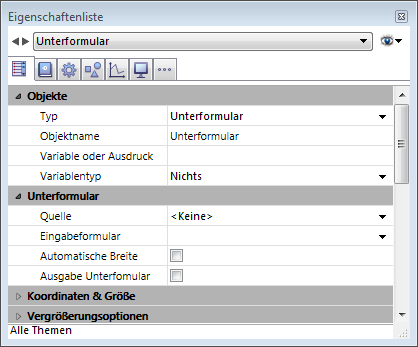 Eigenschaftenliste
Unterformular
Objekte
Typ Unterformular
Objektname Unterformular
Variable oder Ausdruck
Variablentyp Nichts
Unterformular
Quelle <Keine>
Eingabeformular
Automatische Breite
Ausgabe Unterfomular
Koordinaten & Größe
Vergrößerungsoptionen
Alle Themen